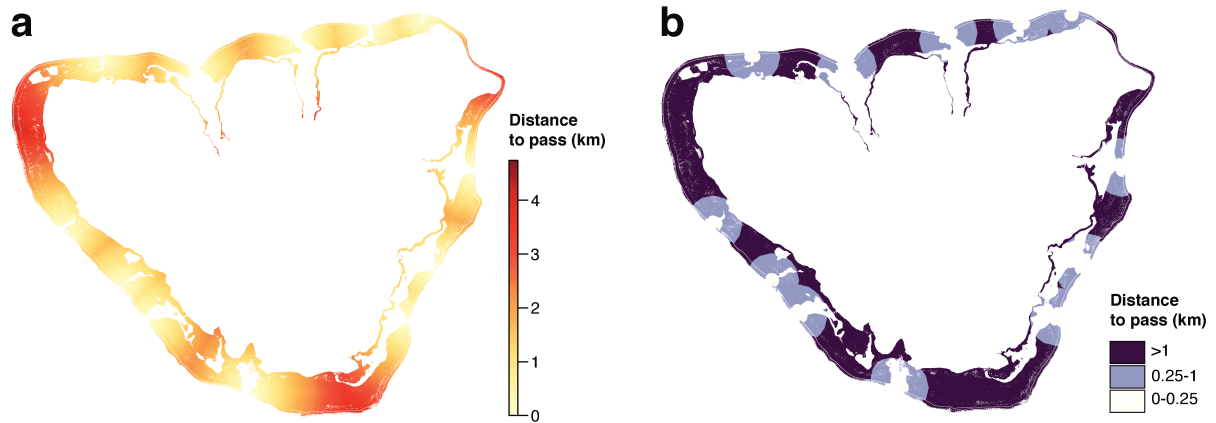 a
Distance
to pass (km)
4
3
2
1
0
b
Distance
to pass (km)
>1
0.25-1
0-0.25